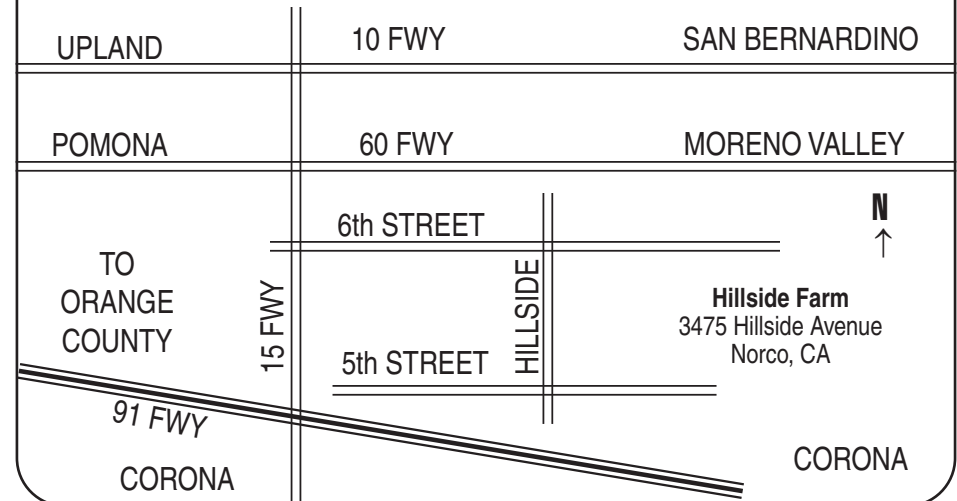 UPLAND
10 FWY
SAN BERNARDINO
POMONA
60 FWY
MORENO VALLEY
N
6th STREET
TO
ORANGE
COUNTY
15 FWY
HILLSIDE
Hillside Farm
3475 Hillside Avenue
Norco, CA
5th STREET
91 FWY
CORONA
CORONA